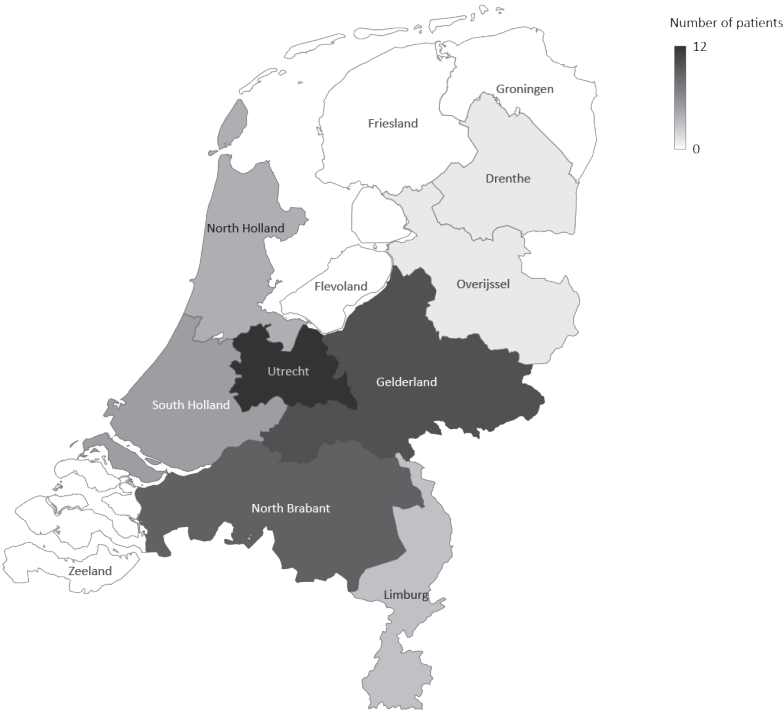 Number of patients
12
0
Groningen
Friesland
Drenthe
North Holland
Flevoland
Overijssel
Utrecht
Gelderland
South Holland
North Brabant
Zeeland
Limburg